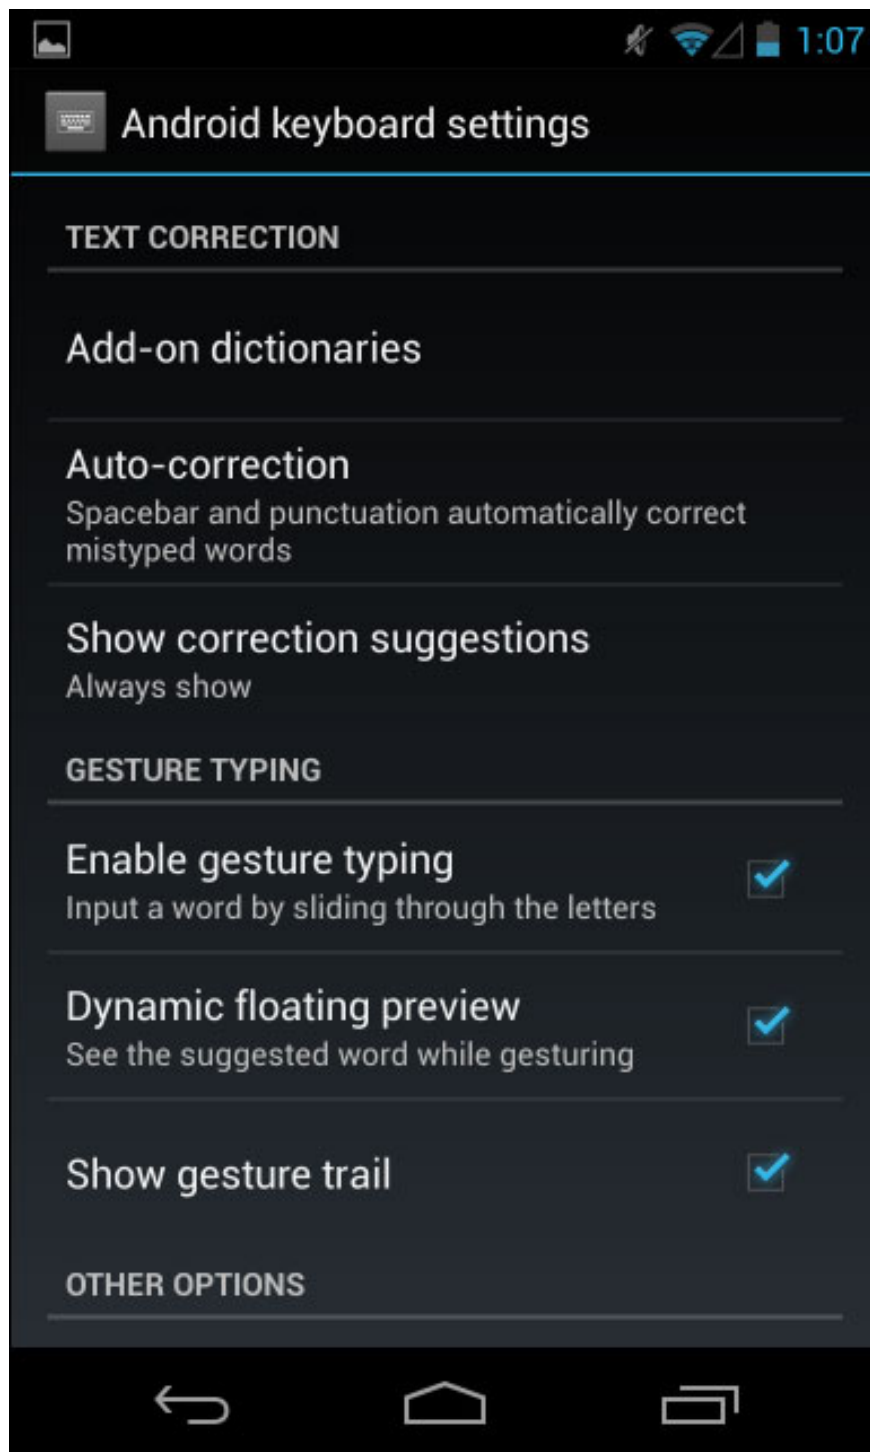 1:07
Android keyboard settings
TEXT CORRECTION
Add-on dictionaries
Auto-correction
Spacebar and punctuation automatically correct
mistyped words
Show correction suggestions
Always show
GESTURE TYPING
Enable gesture typing
Input a word by sliding through the letters
Dynamic floating preview
See the suggested word while gesturing
Show gesture trail
OTHER OPTIONS